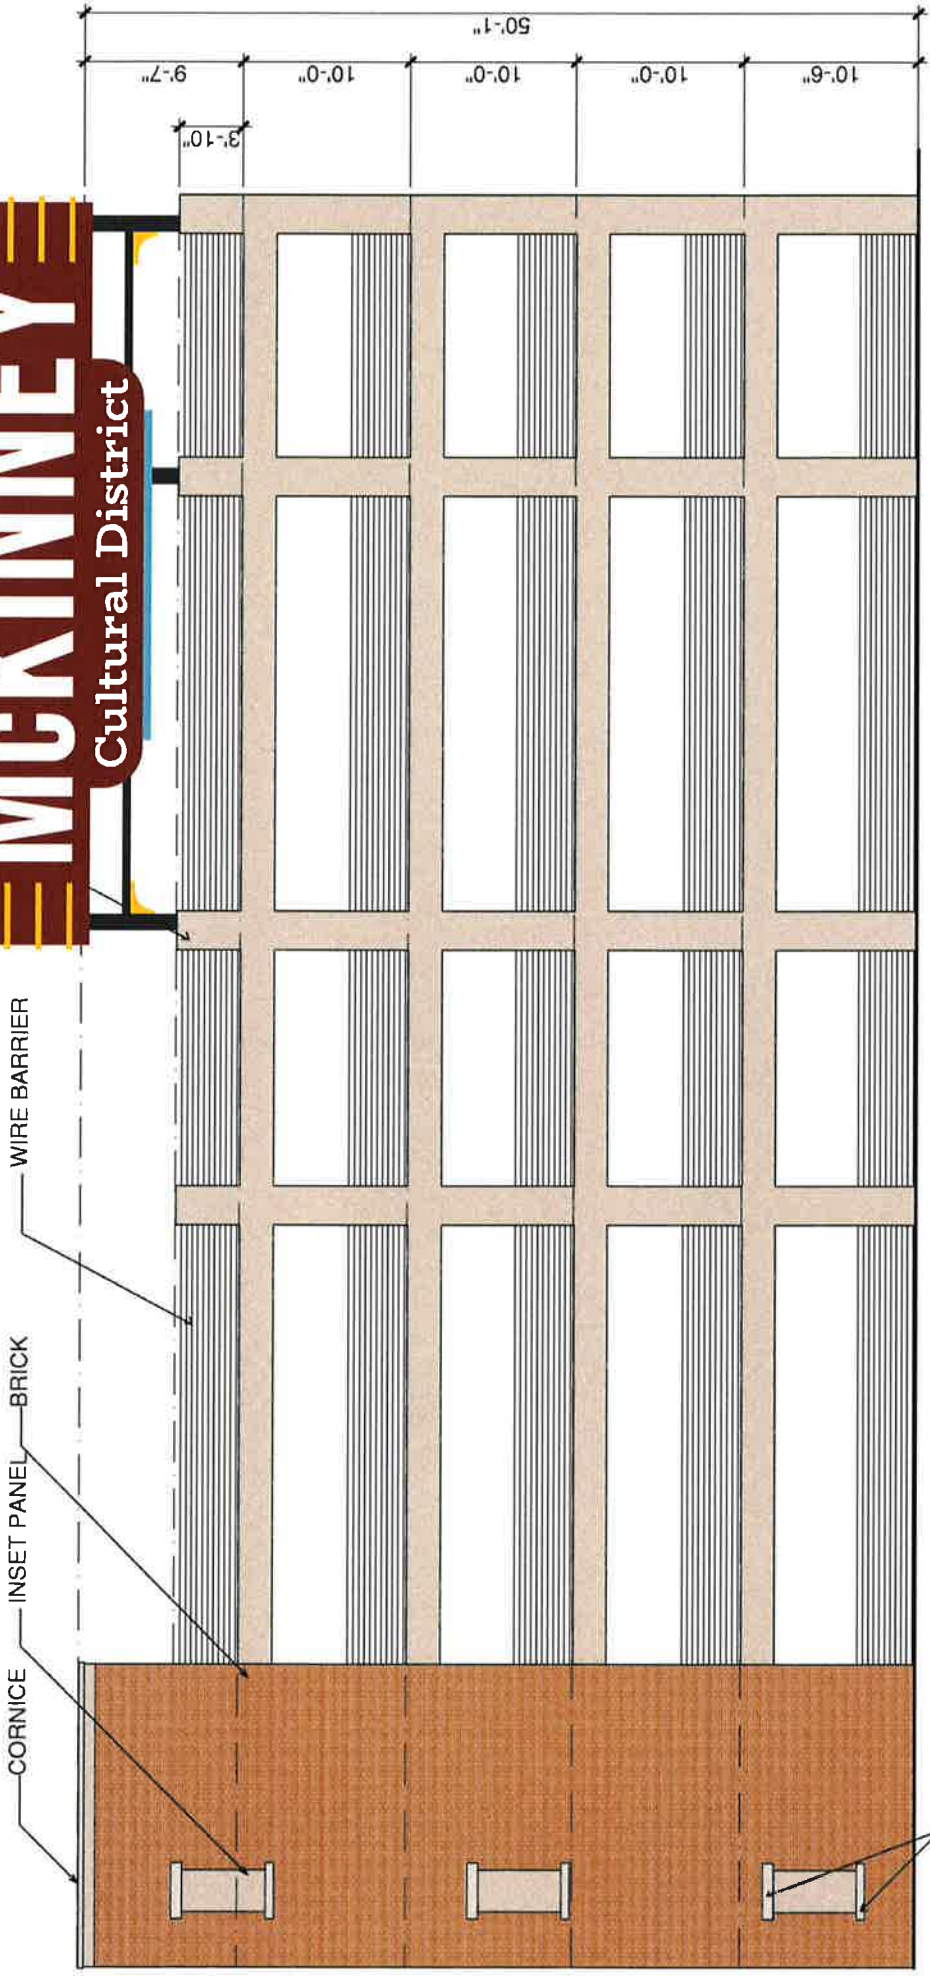 MCKINNEY
Cultural District
CORNICE
INSET PANEL
BRICK
WIRE BARRIER
3'-10"
9'-7"
10'-0"
10'-0"
10'-0"
10'-6"
50'-1"